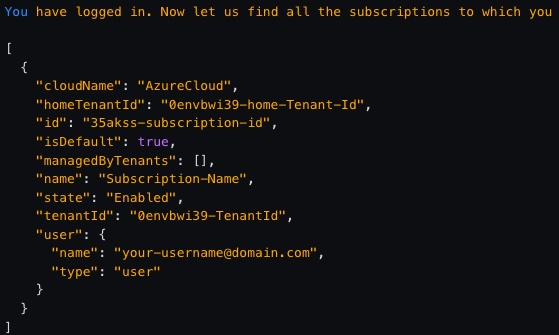 You have logged in. Now let us find all the subscriptions to which you
[
{
"cloudName": "AzureCloud",
"homeTenantId": "0envbwi39-home-Tenant-Id",
"id": "35akss-subscription-id",
"isDefault": true,
"managedByTenants": [],
"name": "Subscription-Name",
"state": "Enabled",
"tenantId": "0envbwi39-TenantId",
"user": {
"name": "your-username@domain.com",
"type": "user"
}
}
]